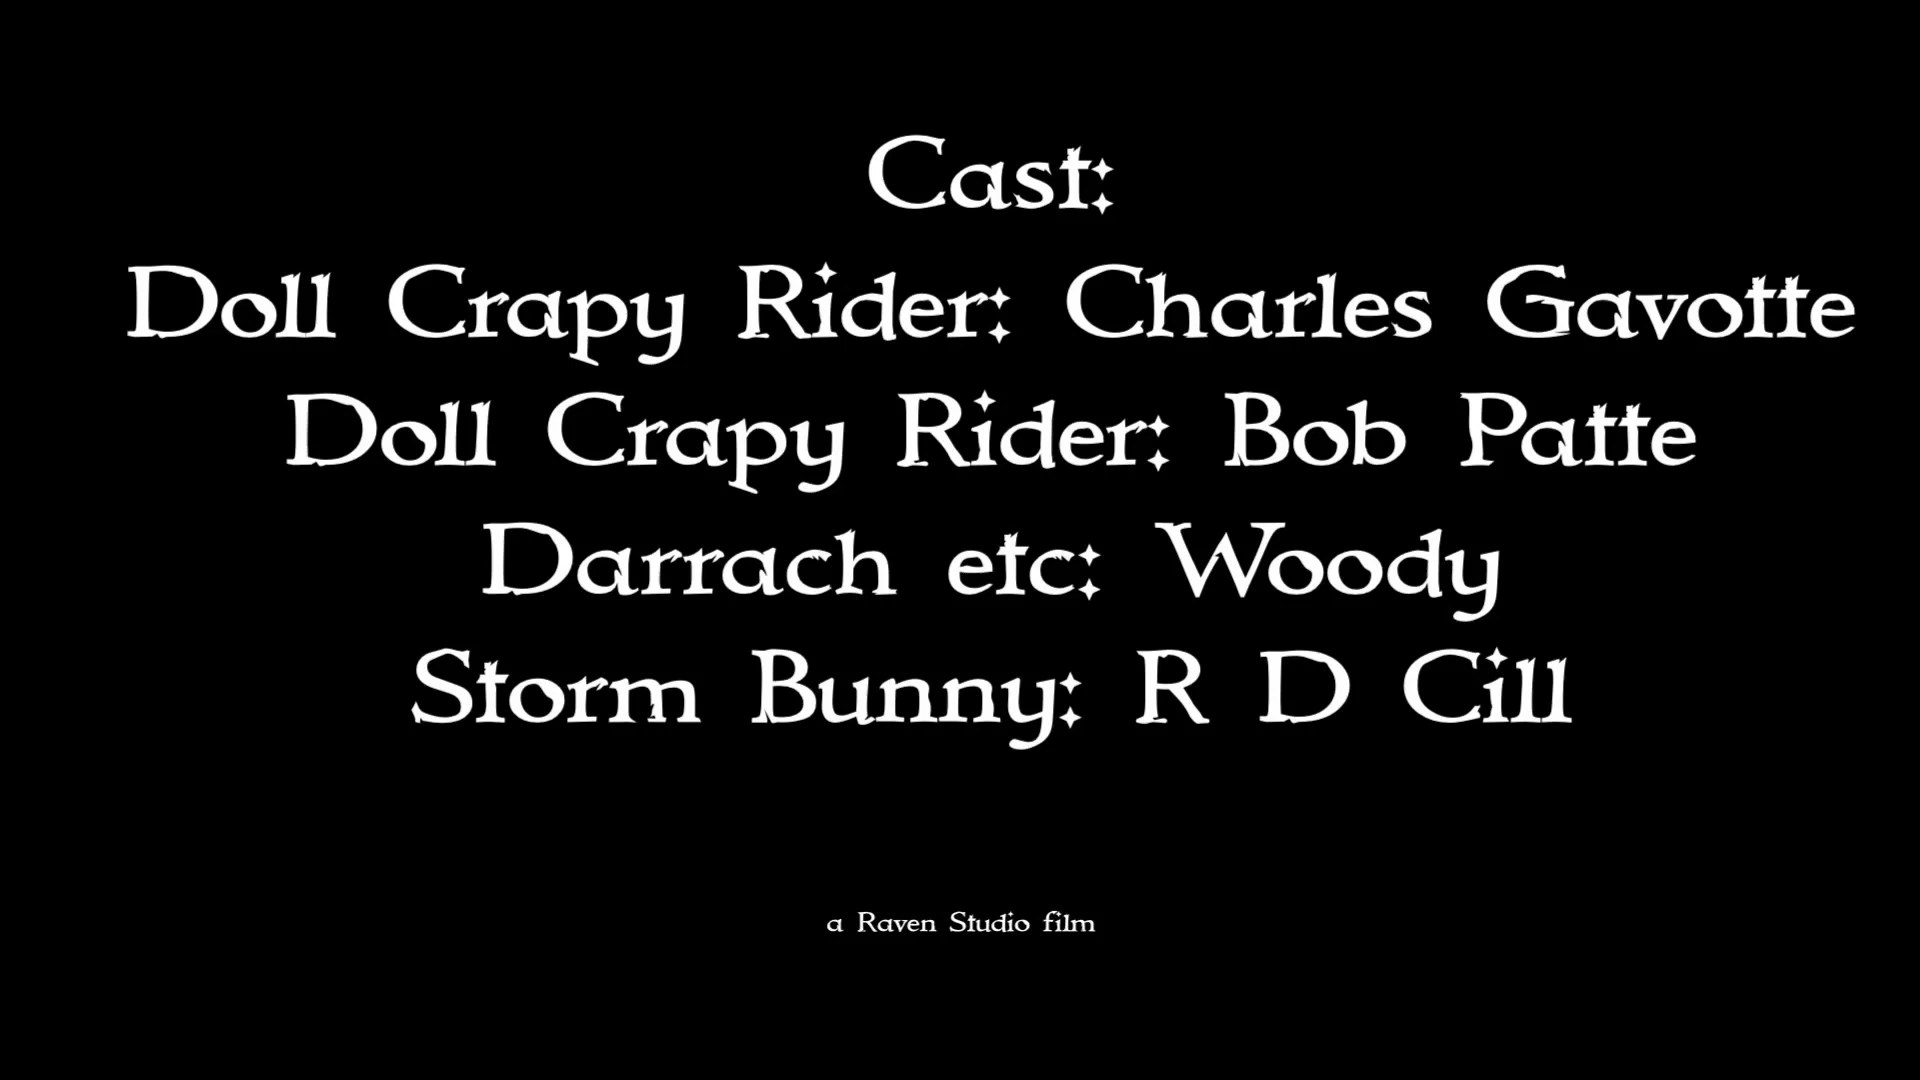 Cast:
Doll Crapy Rider: Charles Gavotte
Doll Crapy Rider: Bob Patte
Darrach etc: Woody
Storm Bunny: R D Cill
a Raven Studio film